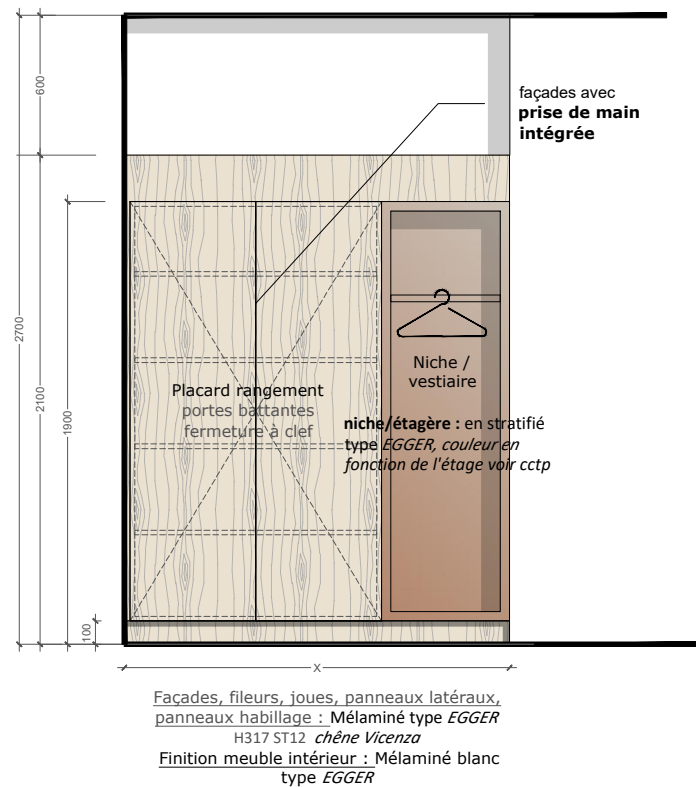 600
façades avec
prise de main
intégrée
2700
2100
1900
Niche /
vestiaire
Placard rangement
portes battantes
fermeture à clef
niche/étagère : en stratifié
type EGGER, couleur en
fonction de l'étage voir cctp
100
X
Façades, fileurs, joues, panneaux latéraux,
panneaux habillage : Mélaminé type EGGER
H317 ST12 chêne Vicenza
Finition meuble intérieur : Mélaminé blanc
type EGGER